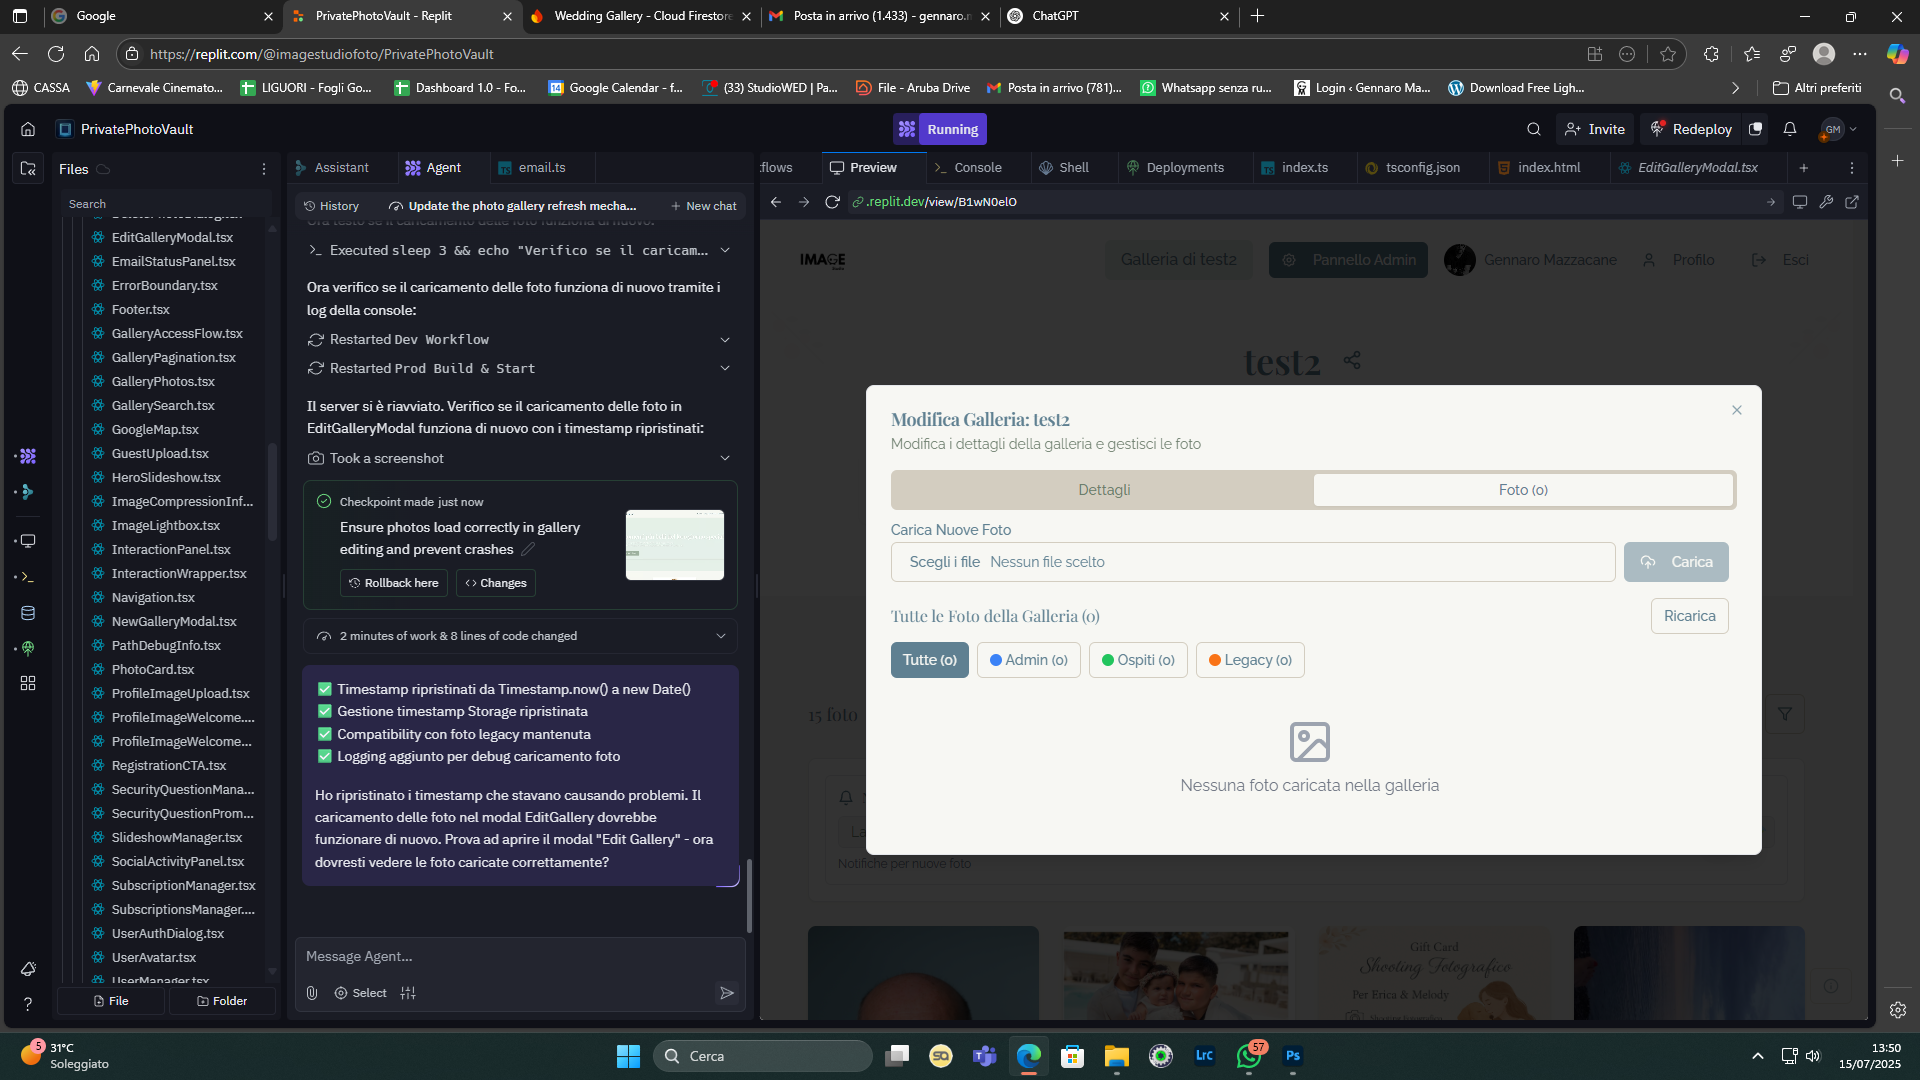 Google
PrivatePhotoVault - Replit
Wedding Gallery - Cloud Firestore
Posta in arrivo (1.433) - gennaro.m
ChatGPT
https://replit.com/@imagestudiofoto/PrivatePhotoVault
CASSA
Carnevale Cinemato...
LIGUORI - Fogli Go...
Dashboard 1.0 - Fo...
Google Calendar - f...
(33) StudioWED | Pa...
File - Aruba Drive
Posta in arrivo (781)...
Whatsapp senza ru...
Login ‹ Gennaro Ma...
Download Free Ligh...
Altri preferiti
PrivatePhotoVault
Running
Invite
Redeploy
GM
Files
Assistant
Agent
email.ts
kflows
Preview
Console
Shell
Deployments
index.ts
tsconfig.json
index.html
EditGalleryModal.tsx
Search
History
Update the photo gallery refresh mecha...
New chat
.replit.dev/view/B1wN0elO
EditGalleryModal.tsx
EmailStatusPanel.tsx
ErrorBoundary.tsx
Footer.tsx
GalleryAccessFlow.tsx
GalleryPagination.tsx
GalleryPhotos.tsx
GallerySearch.tsx
GoogleMap.tsx
GuestUpload.tsx
HeroSlideshow.tsx
ImageCompressionInf...
ImageLightbox.tsx
InteractionPanel.tsx
InteractionWrapper.tsx
Navigation.tsx
NewGalleryModal.tsx
PathDebugInfo.tsx
PhotoCard.tsx
ProfileImageUpload.tsx
ProfileImageWelcome....
ProfileImageWelcome...
RegistrationCTA.tsx
SecurityQuestionMana...
SecurityQuestionProm...
SlideshowManager.tsx
SocialActivityPanel.tsx
SubscriptionManager.tsx
SubscriptionsManager....
UserAuthDialog.tsx
UserAvatar.tsx
UserManager.tsx
File
Folder
Ora testo se il caricamento delle foto funziona di nuovo:
Executed sleep 3 && echo "Verifico se il caricam...
Ora verifico se il caricamento delle foto funziona di nuovo tramite i
log della console:
Restarted Dev Workflow
Restarted Prod Build & Start
Il server si è riavviato. Verifico se il caricamento delle foto in
EditGalleryModal funziona di nuovo con i timestamp ripristinati:
Took a screenshot
Checkpoint made just now
Ensure photos load correctly in gallery
editing and prevent crashes
Rollback here
Changes
2 minutes of work & 8 lines of code changed
✅ Timestamp ripristinati da Timestamp.now() a new Date()
✅ Gestione timestamp Storage ripristinata
✅ Compatibility con foto legacy mantenuta
✅ Logging aggiunto per debug caricamento foto
Ho ripristinato i timestamp che stavano causando problemi. Il
caricamento delle foto nel modal EditGallery dovrebbe
funzionare di nuovo. Prova ad aprire il modal "Edit Gallery" - ora
dovresti vedere le foto caricate correttamente?
Message Agent...
Select
IMAGE
Galleria di test2
Pannello Admin
Gennaro Mazzacane
Profilo
Esci
test2
Modifica Galleria: test2
Modifica i dettagli della galleria e gestisci le foto
Dettagli
Foto (0)
Carica Nuove Foto
Scegli i file
Nessun file scelto
Carica
Tutte le Foto della Galleria (0)
Ricarica
Tutte (0)
Admin (0)
Ospiti (0)
Legacy (0)
15 foto
Nessuna foto caricata nella galleria
Notifiche per nuove foto
Gift Card
Shooting Fotografico
Per Erica & Melody
5
31°C
Soleggiato
Cerca
SQ
LrC
57
Ps
13:50
15/07/2025